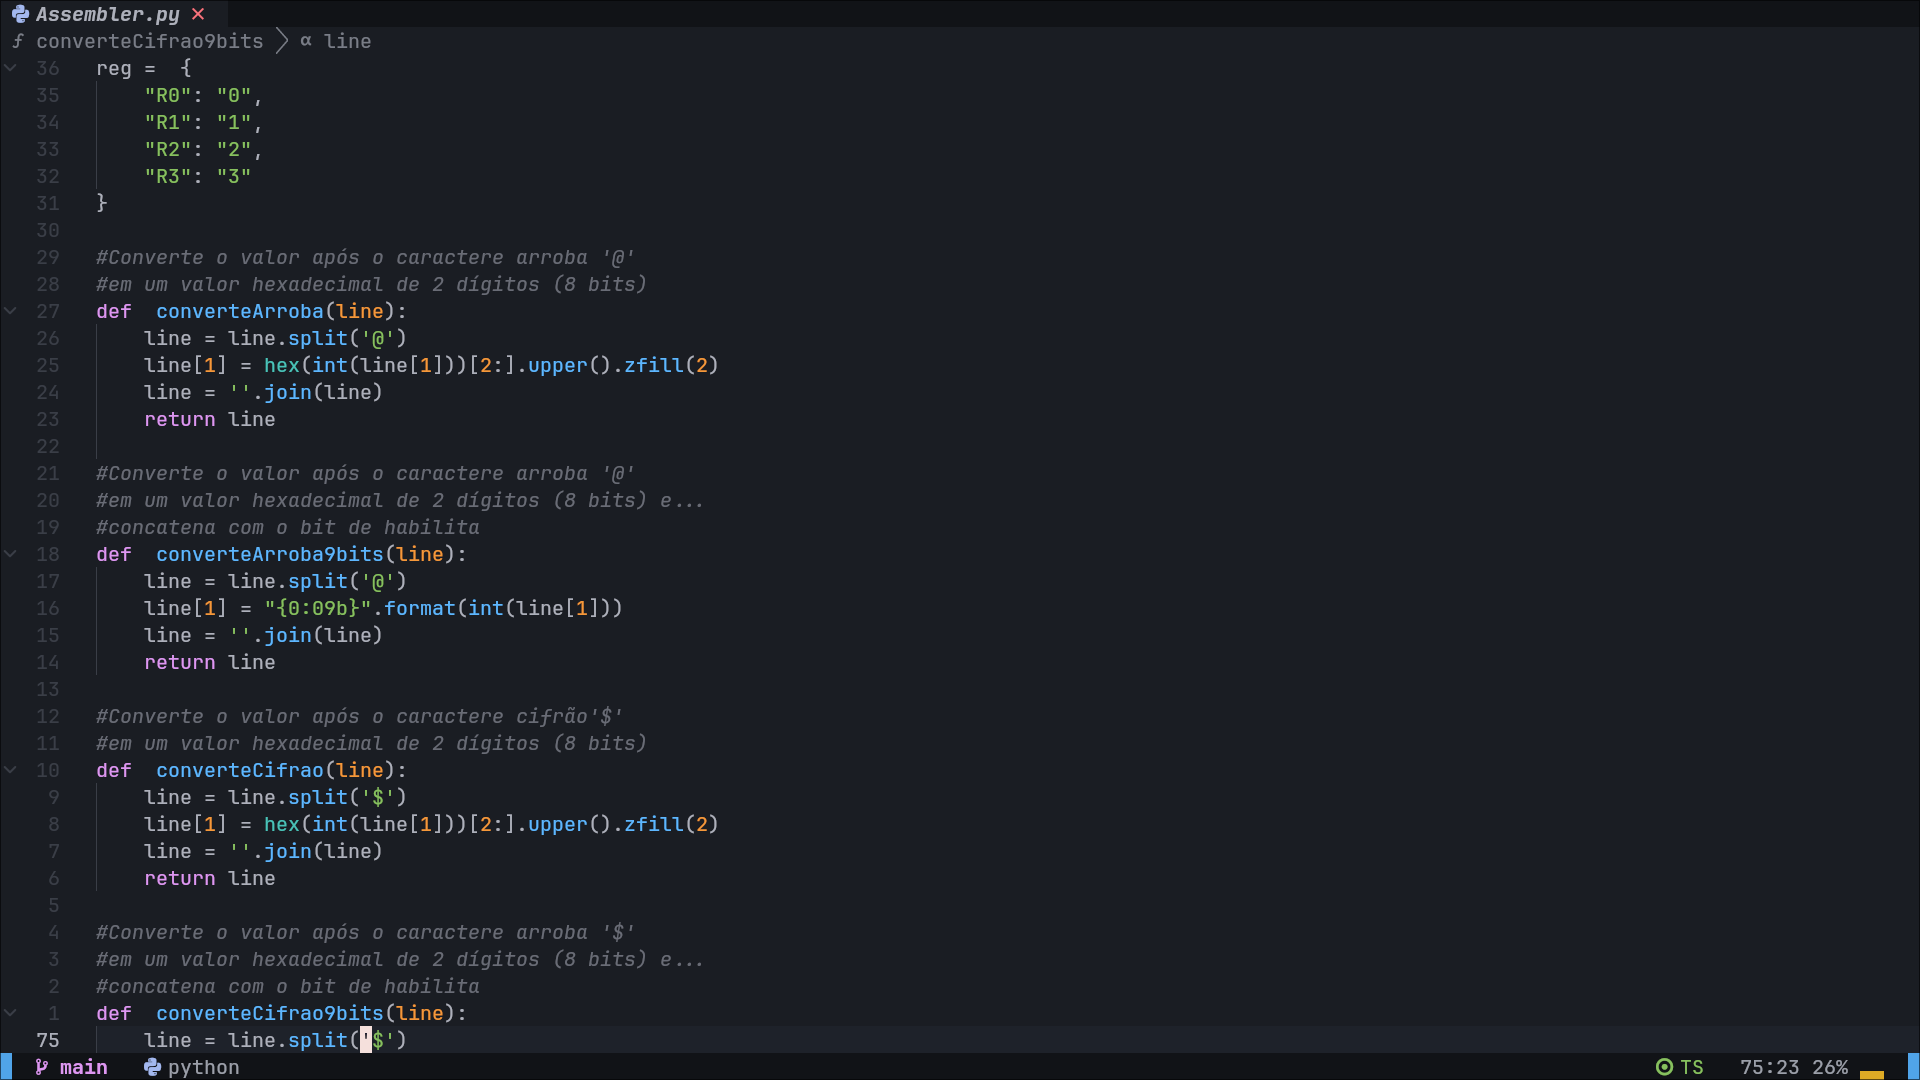 Assembler.py ✕
ƒ converteCifrao9bits > α line
36 reg =  {
35     "R0": "0",
34     "R1": "1",
33     "R2": "2",
32     "R3": "3"
31 }
30
29 #Converte o valor após o caractere arroba '@'
28 #em um valor hexadecimal de 2 dígitos (8 bits)
27 def  converteArroba(line):
26     line = line.split('@')
25     line[1] = hex(int(line[1]))[2:].upper().zfill(2)
24     line = ''.join(line)
23     return line
22
21 #Converte o valor após o caractere arroba '@'
20 #em um valor hexadecimal de 2 dígitos (8 bits) e...
19 #concatena com o bit de habilita
18 def  converteArroba9bits(line):
17     line = line.split('@')
16     line[1] = "{0:09b}".format(int(line[1]))
15     line = ''.join(line)
14     return line
13
12 #Converte o valor após o caractere cifrão'$'
11 #em um valor hexadecimal de 2 dígitos (8 bits)
10 def  converteCifrao(line):
9     line = line.split('$')
8     line[1] = hex(int(line[1]))[2:].upper().zfill(2)
7     line = ''.join(line)
6     return line
5
4 #Converte o valor após o caractere arroba '$'
3 #em um valor hexadecimal de 2 dígitos (8 bits) e...
2 #concatena com o bit de habilita
1 def  converteCifrao9bits(line):
75     line = line.split('$')
main python TS 75:23 26%